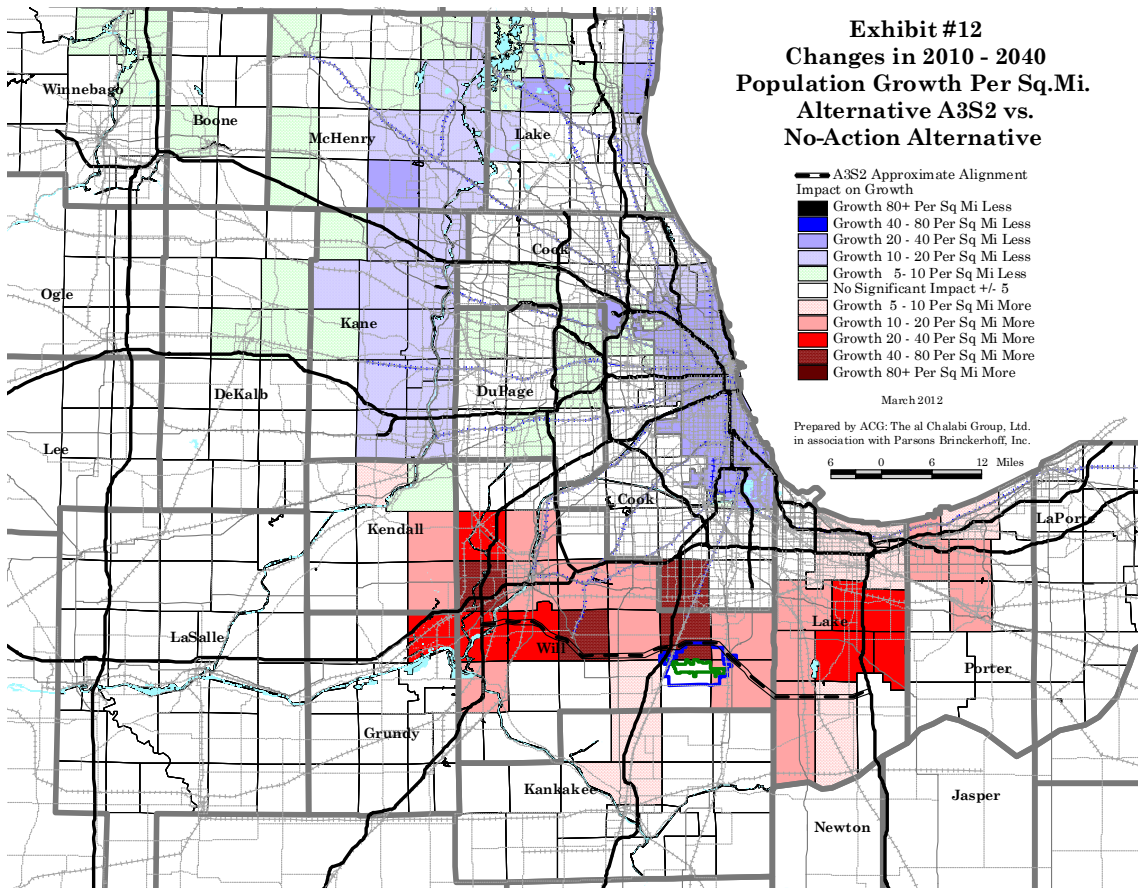 Exhibit #12
Changes in 2010 - 2040
Population Growth Per Sq.Mi.
Alternative A3S2 vs.
No-Action Alternative
A3S2 Approximate Alignment
Impact on Growth
Growth 80+ Per Sq Mi Less
Growth 40 - 80 Per Sq Mi Less
Growth 20 - 40 Per Sq Mi Less
Growth 10 - 20 Per Sq Mi Less
Growth 5- 10 Per Sq Mi Less
No Significant Impact +/- 5
Growth 5 - 10 Per Sq Mi More
Growth 10 - 20 Per Sq Mi More
Growth 20 - 40 Per Sq Mi More
Growth 40 - 80 Per Sq Mi More
Growth 80+ Per Sq Mi More
March 2012
Prepared by ACG: The al Chalabi Group, Ltd.
in association with Parsons Brinckerhoff, Inc.
6 0 6 12 Miles
Winnebago
Boone
McHenry
Lake
Cook
Ogle
Kane
DeKalb
DuPage
Lee
Cook
Kendall
LaPorte
LaSalle
Will
Lake
Porter
Grundy
Kankakee
Jasper
Newton